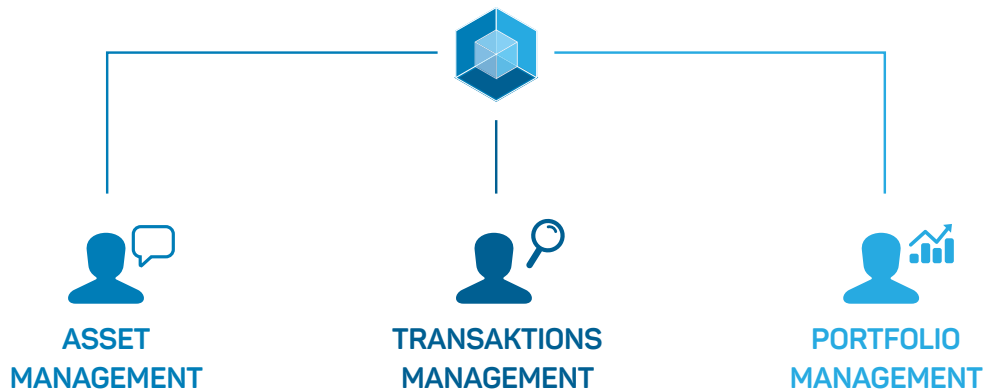 ASSET
MANAGEMENT
TRANSAKTIONS
MANAGEMENT
PORTFOLIO
MANAGEMENT